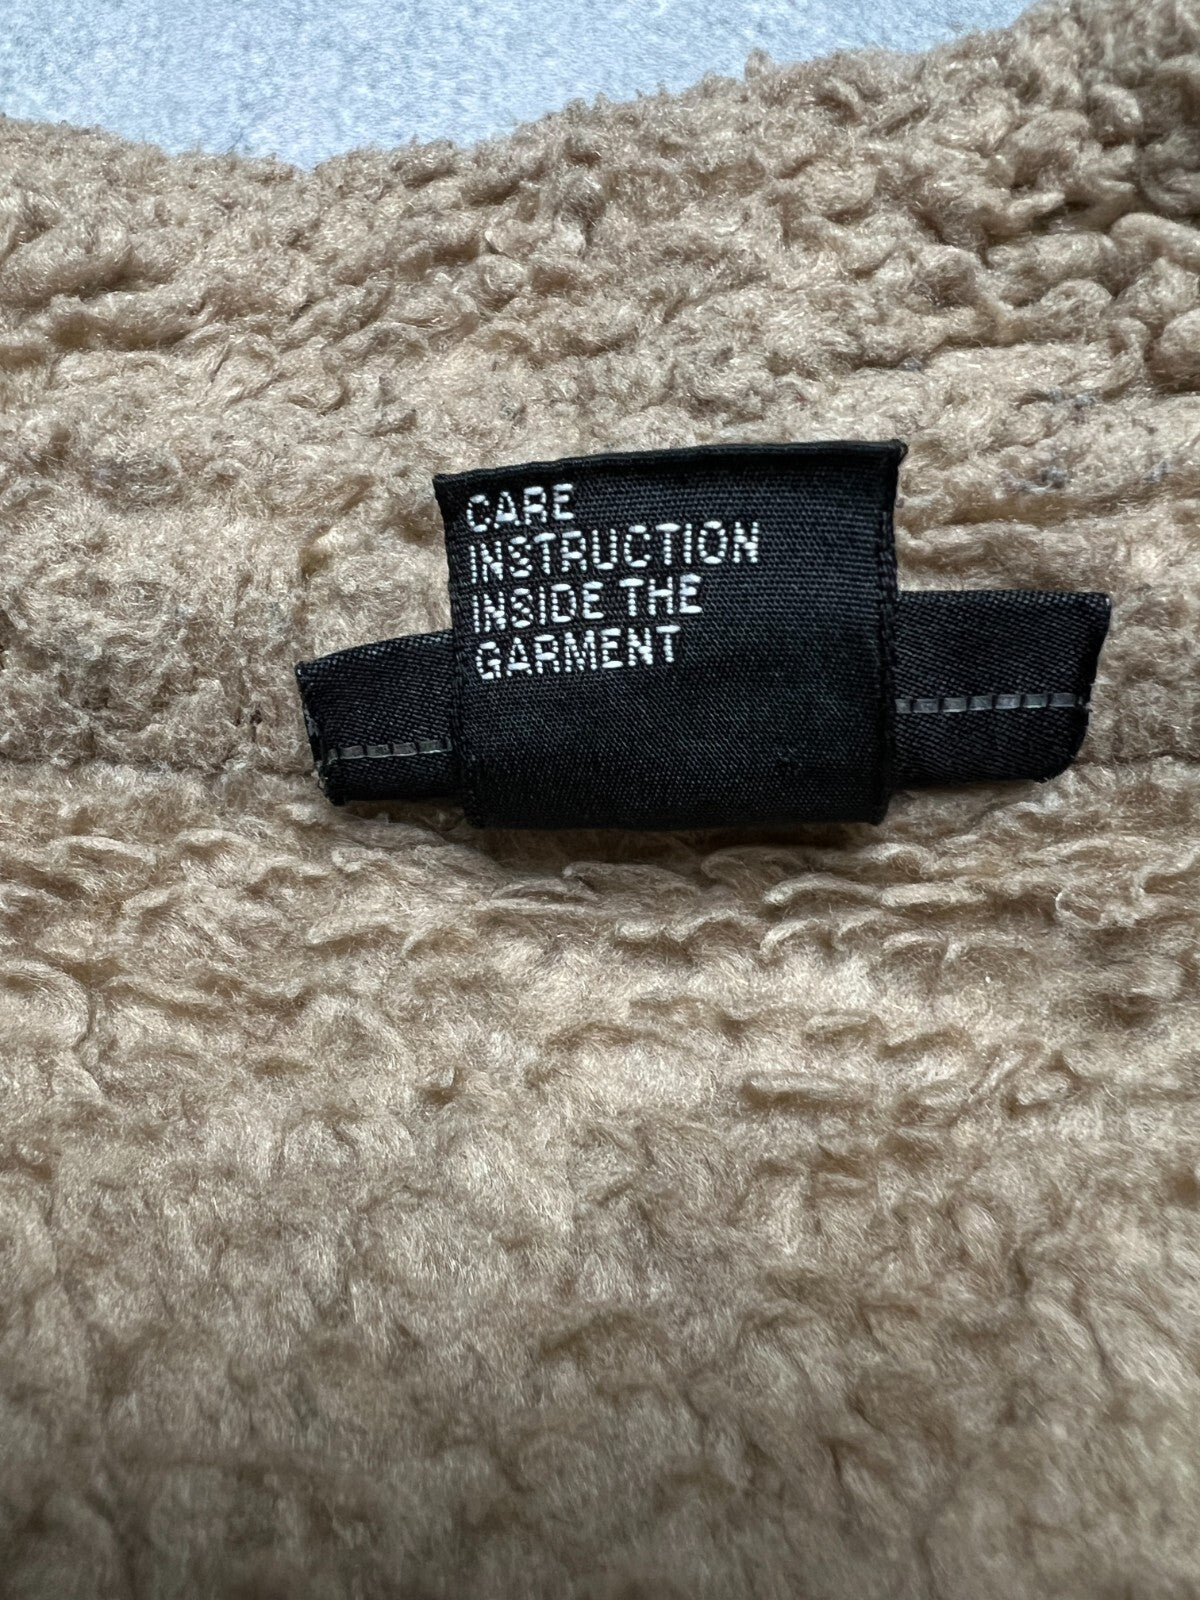 CARE
INSTRUCTION
INSIDE THE
GARMENT